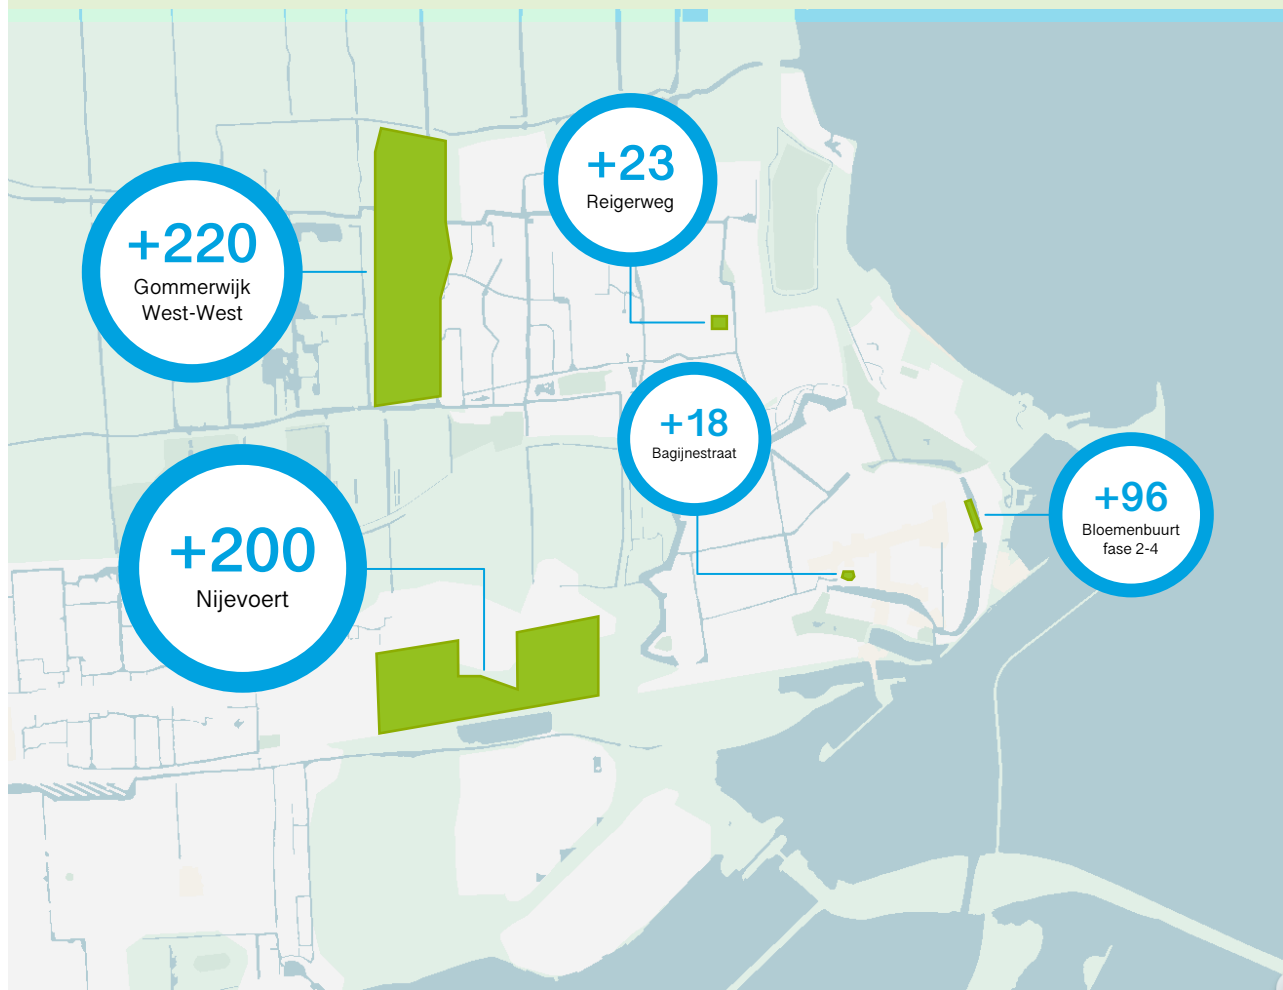 +23
Reigerweg
+220
Gommerwijk
West-West
+18
Bagijnestraat
+96
Bloemenbuurt
fase 2-4
+200
Nijevoert